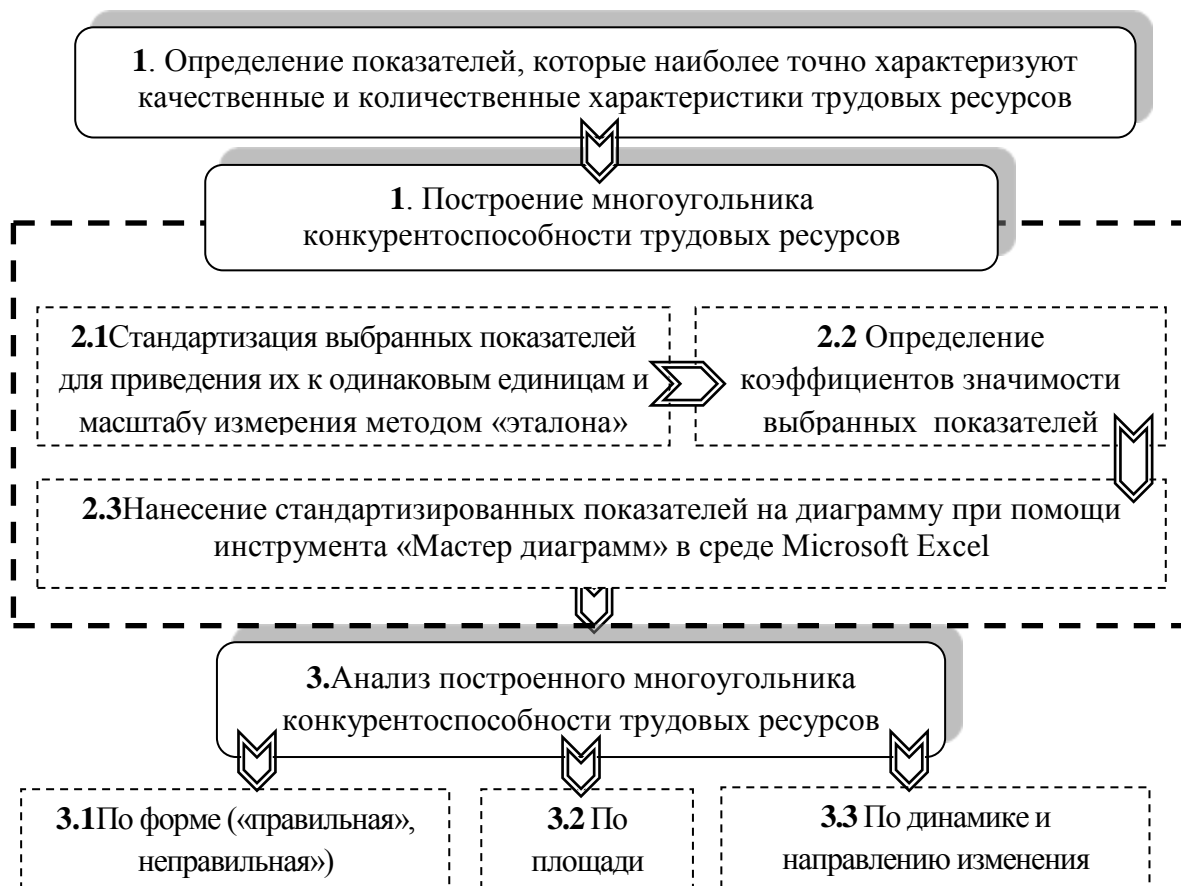 1. Определение показателей, которые наиболее точно характеризуют
качественные и количественные характеристики трудовых ресурсов
1. Построение многоугольника
конкурентоспособности трудовых ресурсов
2.1Стандартизация выбранных показателей
для приведения их к одинаковым единицам и
масштабу измерения методом «эталона»
2.2 Определение
коэффициентов значимости
выбранных показателей
2.3Нанесение стандартизированных показателей на диаграмму при помощи
инструмента «Мастер диаграмм» в среде Microsoft Excel
3.Анализ построенного многоугольника
конкурентоспособности трудовых ресурсов
3.1По форме («правильная»,
неправильная»)
3.2 По
площади
3.3 По динамике и
направлению изменения